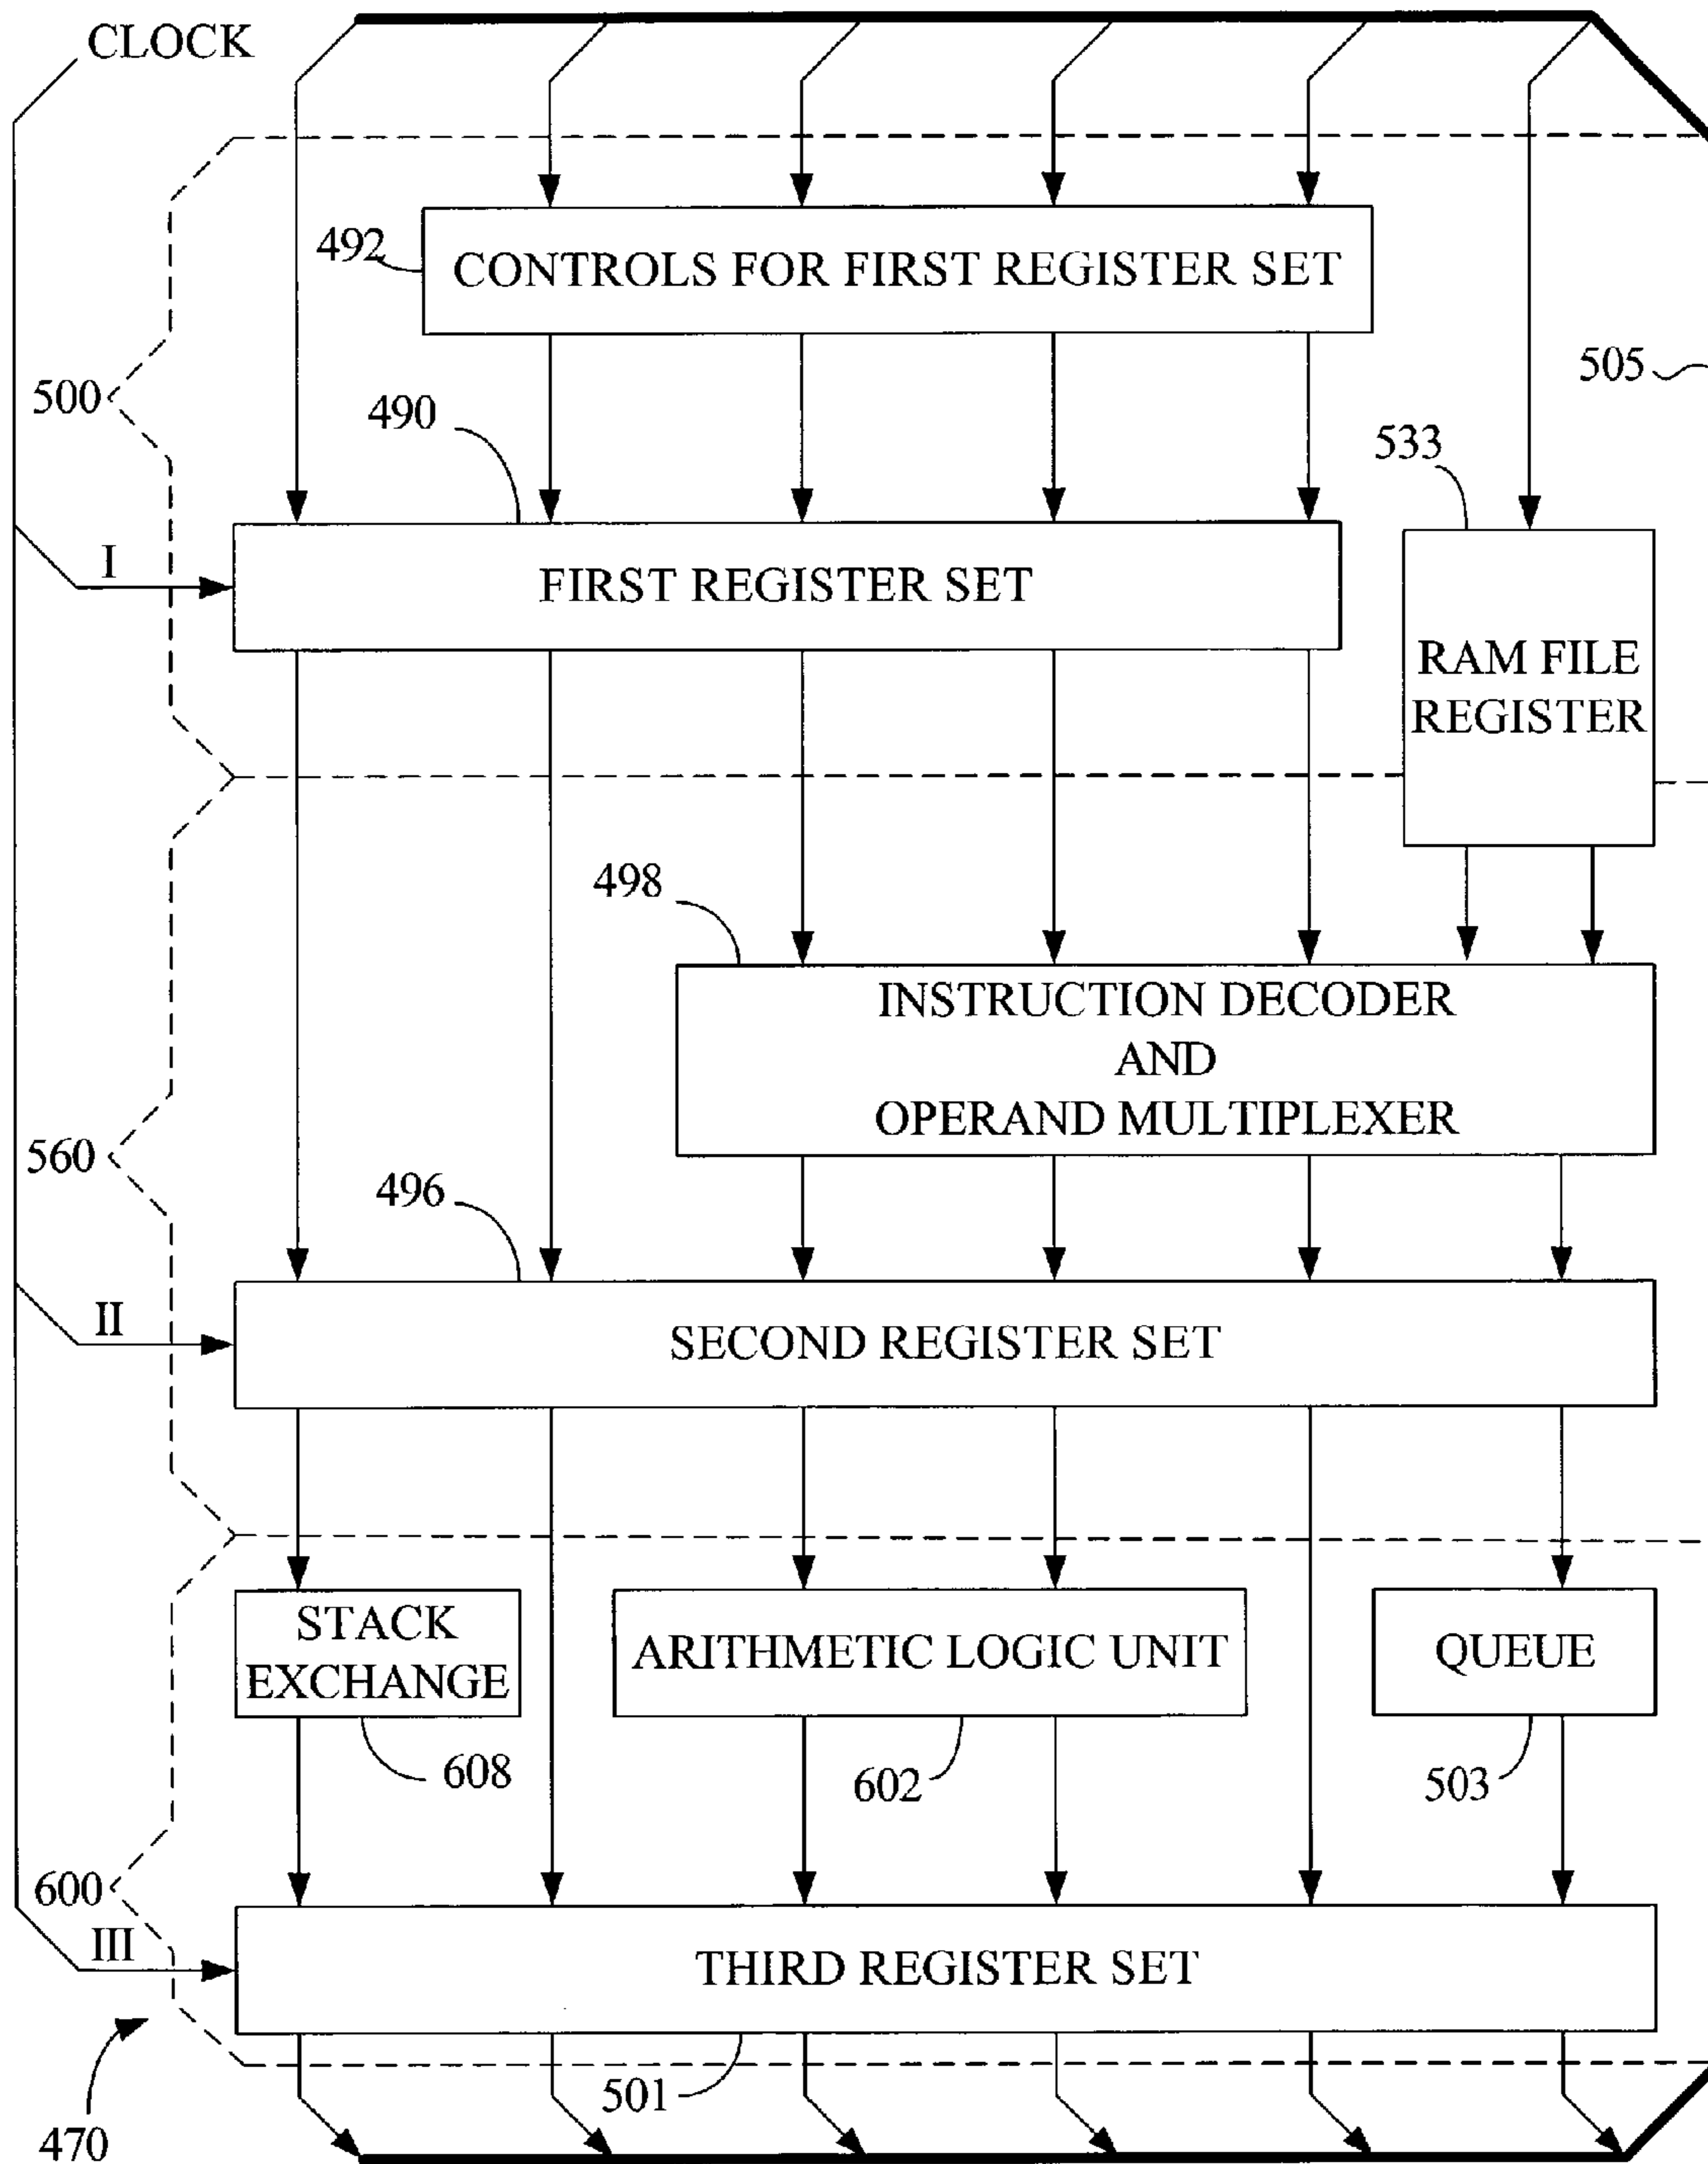 CLOCK
492
CONTROLS FOR FIRST REGISTER SET
505
500
490
533
I
FIRST REGISTER SET
RAM FILE
REGISTER
498
INSTRUCTION DECODER
AND
OPERAND MULTIPLEXER
560
496
II
SECOND REGISTER SET
STACK
EXCHANGE
ARITHMETIC LOGIC UNIT
QUEUE
608
602
503
600
III
THIRD REGISTER SET
501
470